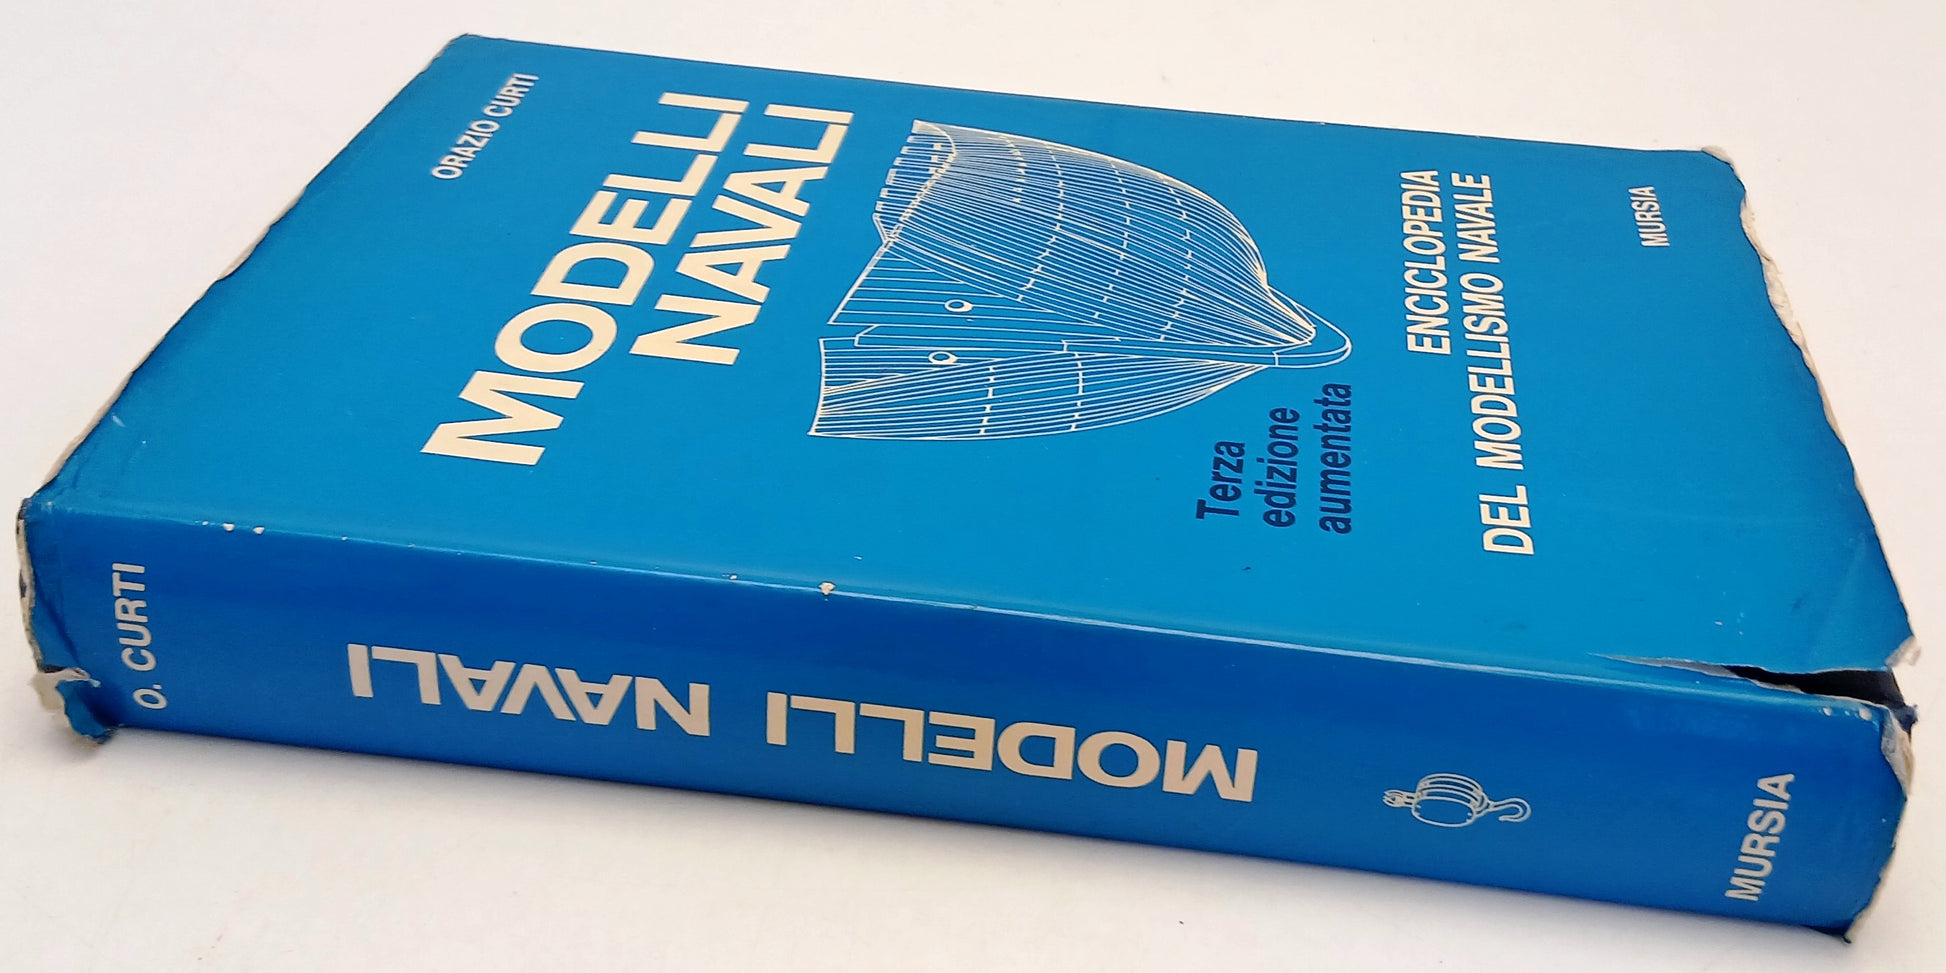 ORAZIO CURTI
MODELLI
NAVALI
Terza
edizione
aumentata
ENCICLOPEDIA
DEL MODELLISMO NAVALE
MURSIA
O. CURTI
MODELLI NAVALI
MURSIA